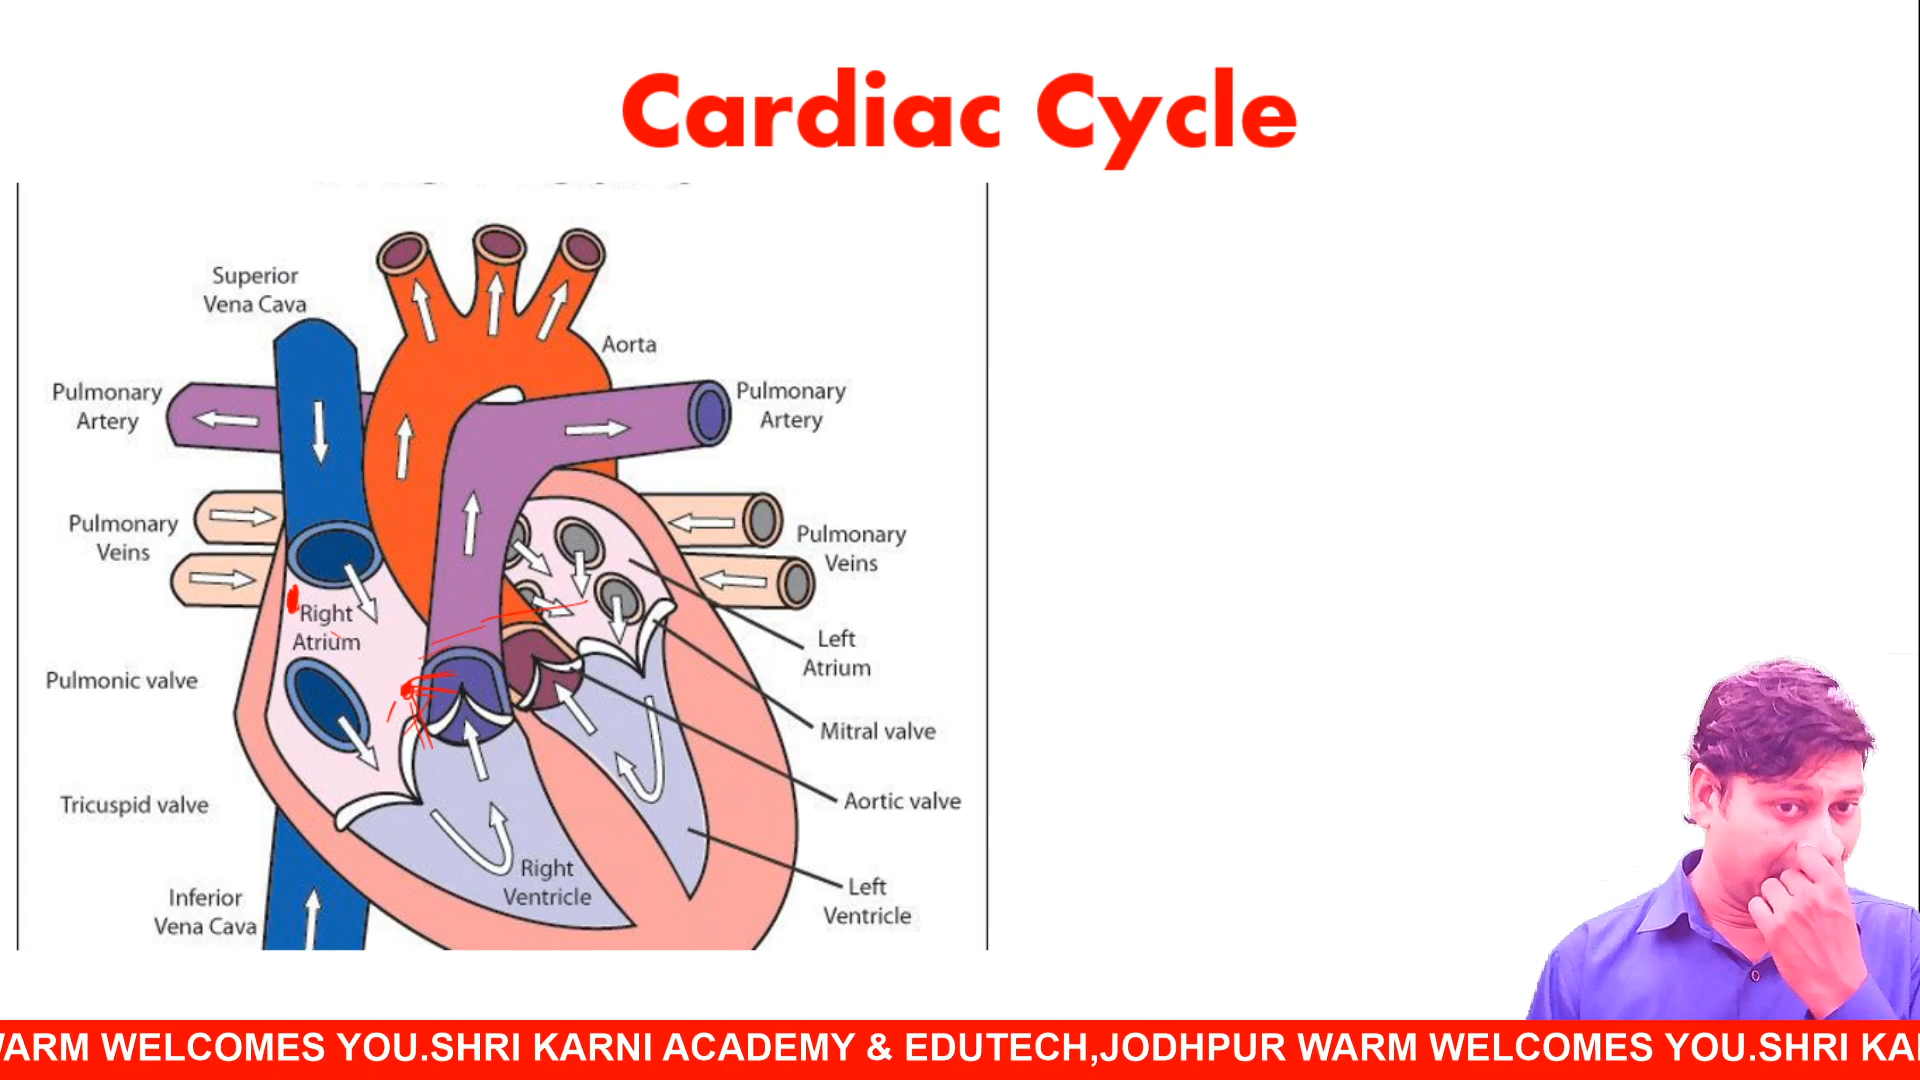 Cardiac Cycle
Superior
Vena Cava
Aorta
Pulmonary
Artery
Pulmonary
Artery
Pulmonary
Veins
Pulmonary
Veins
Right
Atrium
Left
Atrium
Pulmonic valve
Mitral valve
Tricuspid valve
Aortic valve
Right
Ventricle
Left
Ventricle
Inferior
Vena Cava
WARM WELCOMES YOU.SHRI KARNI ACADEMY & EDUTECH,JODHPUR WARM WELCOMES YOU.SHRI